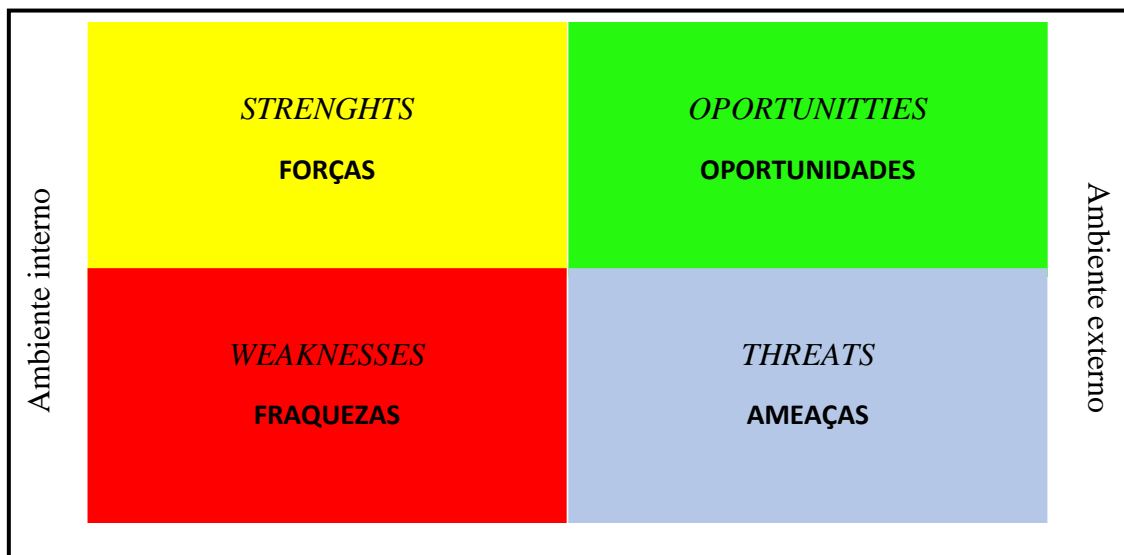 Ambiente interno
STRENGHTS
FORÇAS
OPORTUNITTIES
OPORTUNIDADES
WEAKNESSES
FRAQUEZAS
THREATS
AMEAÇAS
Ambiente externo